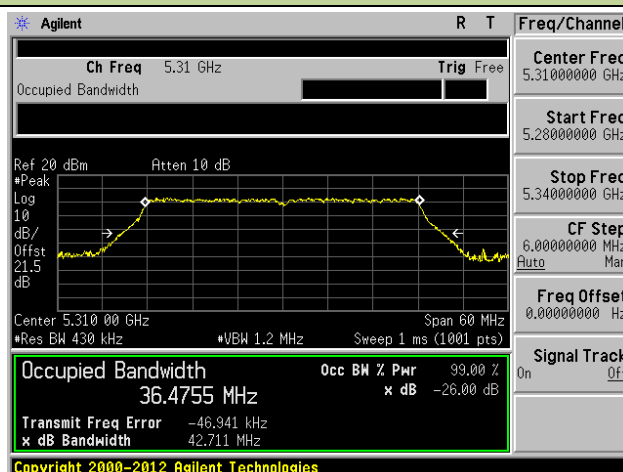 Agilent R T
Ch Freq 5.31 GHz Trig Free
Occupied Bandwidth
Ref 20 dBm Atten 10 dB
#Peak
Log
10
dB/
Offst
21.5
dB
Center 5.310 00 GHz Span 60 MHz
#Res BW 430 kHz #VBW 1.2 MHz Sweep 1 ms (1001 pts)
Occupied Bandwidth Occ BW % Pwr 99.00 %
36.4755 MHz x dB -26.00 dB
Transmit Freq Error -46.941 kHz
x dB Bandwidth 42.711 MHz
Copyright 2000-2012 Agilent Technologies
Freq/Channel
Center Freq
5.31000000 GHz
Start Freq
5.28000000 GHz
Stop Freq
5.34000000 GHz
CF Step
6.00000000 MHz
Auto Man
Freq Offset
0.00000000 Hz
Signal Track
On Off